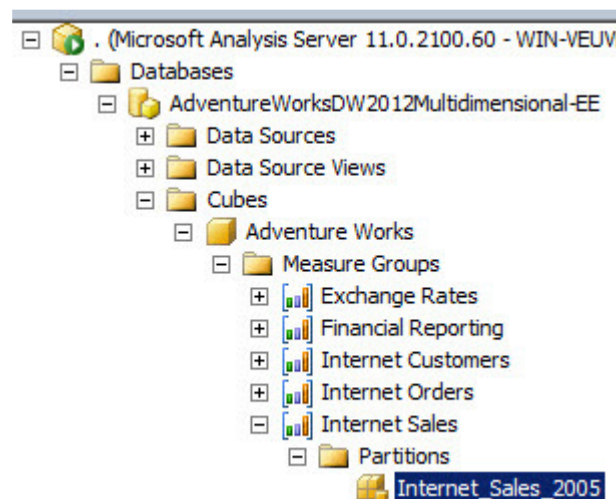 . (Microsoft Analysis Server 11.0.2100.60 - WIN-VEUV
Databases
AdventureWorksDW2012Multidimensional-EE
Data Sources
Data Source Views
Cubes
Adventure Works
Measure Groups
Exchange Rates
Financial Reporting
Internet Customers
Internet Orders
Internet Sales
Partitions
Internet_Sales_2005